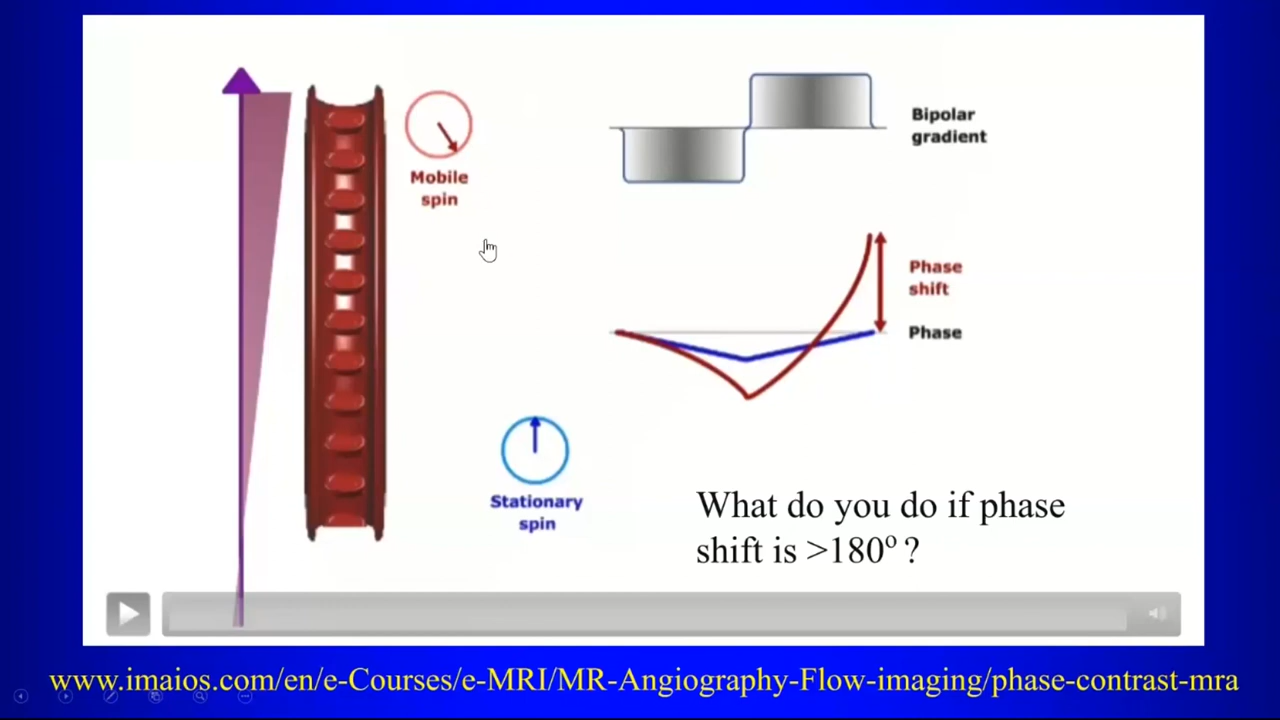 Mobile
spin
Bipolar
gradient
Phase
shift
Phase
Stationary
spin
What do you do if phase
shift is >180º ?
www.imaios.com/en/e-Courses/e-MRI/MR-Angiography-Flow-imaging/phase-contrast-mra